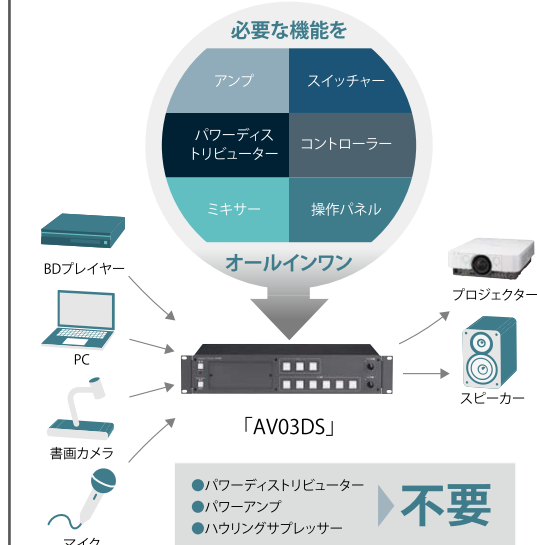 必要な機能を
アンプ
スイッチャー
パワーディス
トリビューター
コントローラー
ミキサー
操作パネル
オールインワン
BDプレイヤー
プロジェクター
PC
スピーカー
「AV03DS」
書画カメラ
●パワーディストリビューター
●パワーアンプ
●ハウリングサプレッサー
不要
マイク